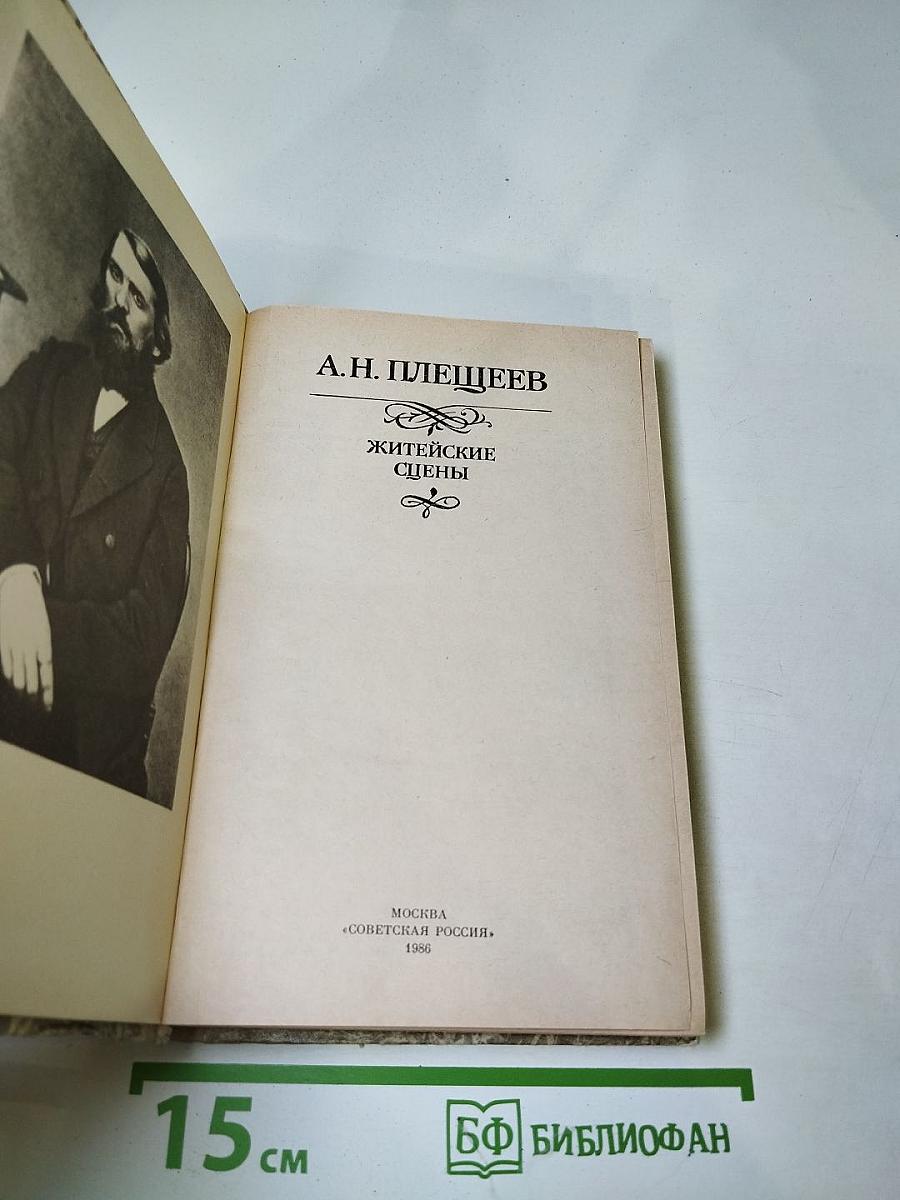 А. Н. ПЛЕЩЕЕВ
ЖИТЕЙСКИЕ
СЦЕНЫ
МОСКВА
«СОВЕТСКАЯ РОССИЯ»
1986
15 см
БФ БИБЛИОФАН